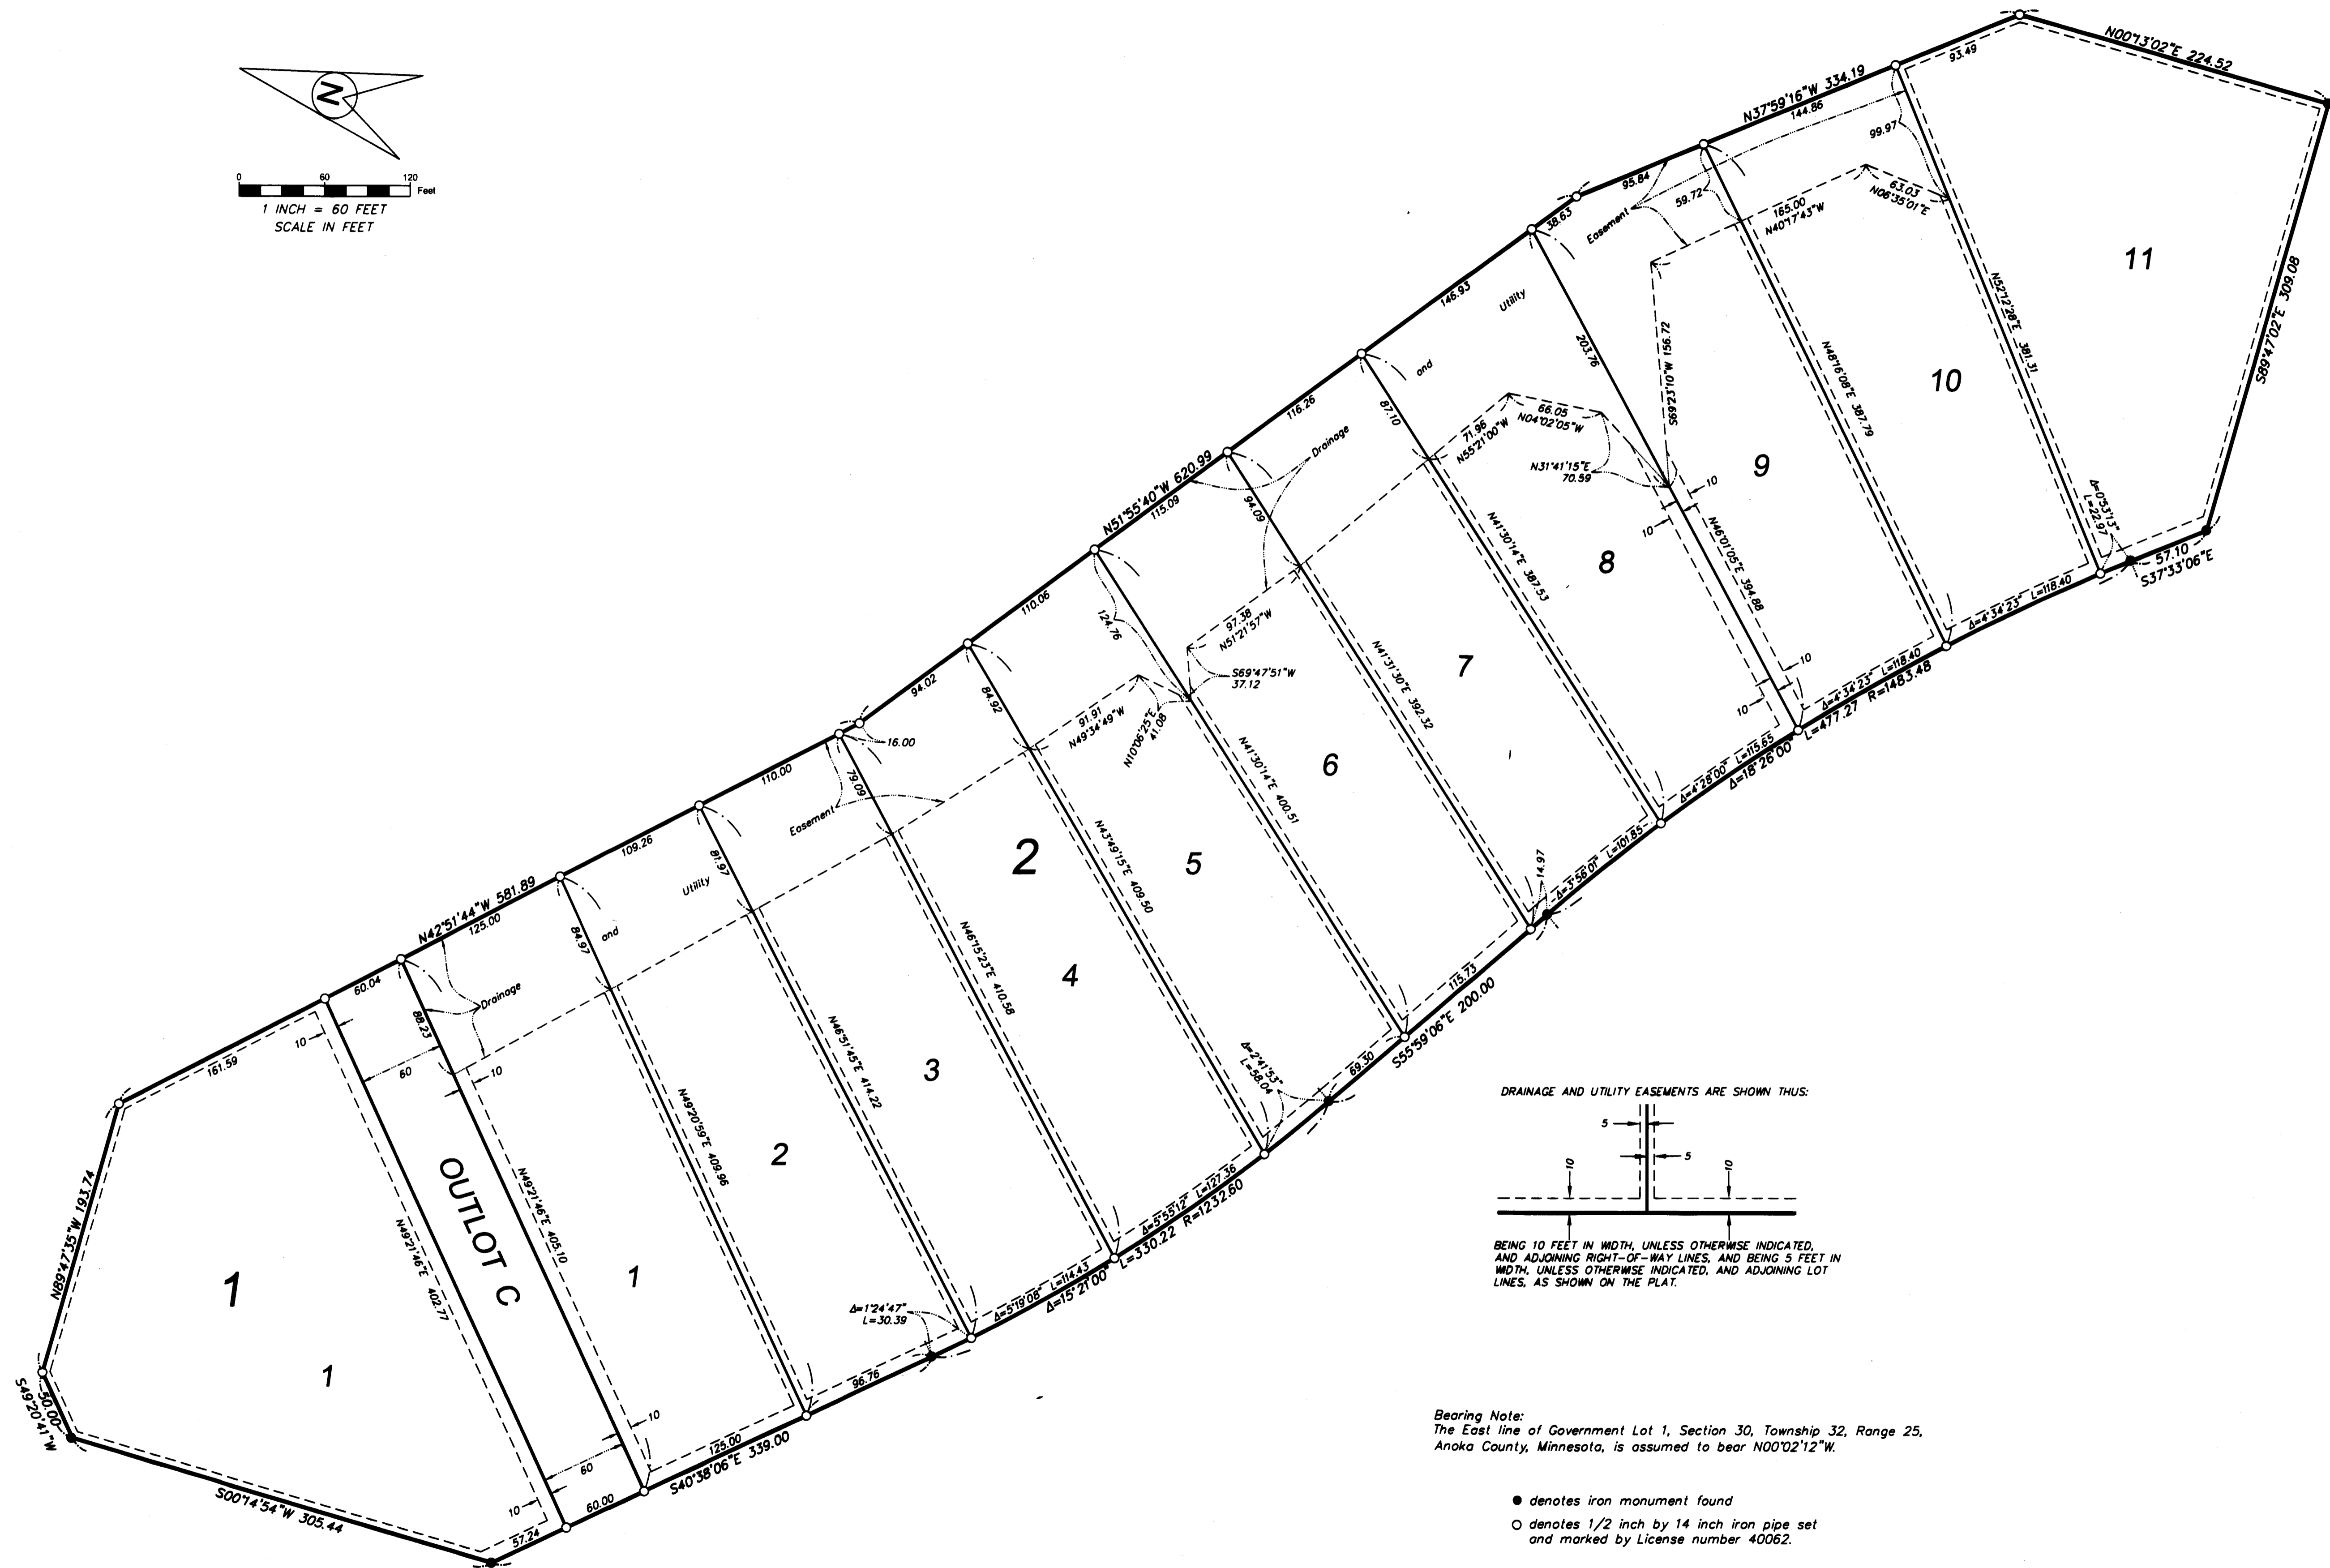 N
0 60 120
Feet
1 INCH = 60 FEET
SCALE IN FEET
N00°13'02"E 224.52
93.49
N37°59'16"W 334.19
144.86
99.97
95.84
59.72
Easement
38.63
165.00
N40°17'43"W
63.03
N06°35'01"E
11
S89°47'02"E 309.08
N52°12'28"E 381.31
146.93
Utility
203.76
S69°23'10"W 156.72
N48°16'08"E 387.79
10
and
116.26
87.10
66.05
N04°02'05"W
71.96
N55°21'00"W
Drainage
N31°41'15"E
70.59
9
10
10
N51°55'40"W 620.99
115.09
94.09
N41°30'14"E 387.53
8
N46°01'05"E 394.88
Δ=0°53'13"
L=22.97
57.10
S37°33'06"E
110.06
124.76
97.38
N51°21'57"W
S69°47'51"W
37.12
N41°31'30"E 392.32
7
10
10
Δ=4°34'23" L=118.40
Δ=4°34'23" L=118.40
R=1483.48
L=477.27
Δ=18°26'00"
Δ=4°28'00" L=115.65
94.02
84.92
91.91
N49°34'49"W
N10°06'25"E
41.08
N41°30'14"E 400.51
6
16.00
110.00
79.09
Easement
2
5
N43°49'15"E 409.50
Δ=3°56'01" L=101.85
14.97
109.26
81.97
Utility
4
N46°15'23"E 410.58
115.73
S55°59'06"E 200.00
N42°51'44"W 581.89
125.00
84.97
and
3
N46°51'45"E 414.22
Δ=2°41'53"
L=58.04
69.30
60.04
88.23
Drainage
10
60
10
161.59
2
N49°20'59"E 409.96
Δ=5°55'12" L=127.36
R=1232.60
L=330.22
Δ=15°21'00"
Δ=5°19'08" L=114.43
N89°47'35"W 193.74
1
1
N49°21'46"E 402.77
OUTLOT C
N49°21'46"E 405.10
1
Δ=1°24'47"
L=30.39
96.76
50.00
S49°20'41"W
S00°14'54"W 305.44
10
60
10
57.24
60.00
125.00
S40°38'06"E 339.00
DRAINAGE AND UTILITY EASEMENTS ARE SHOWN THUS:
5
5
10
10
BEING 10 FEET IN WIDTH, UNLESS OTHERWISE INDICATED,
AND ADJOINING RIGHT-OF-WAY LINES, AND BEING 5 FEET IN
WIDTH, UNLESS OTHERWISE INDICATED, AND ADJOINING LOT
LINES, AS SHOWN ON THE PLAT.
Bearing Note:
The East line of Government Lot 1, Section 30, Township 32, Range 25,
Anoka County, Minnesota, is assumed to bear N00°02'12"W.
denotes iron monument found
denotes 1/2 inch by 14 inch iron pipe set
and marked by License number 40062.